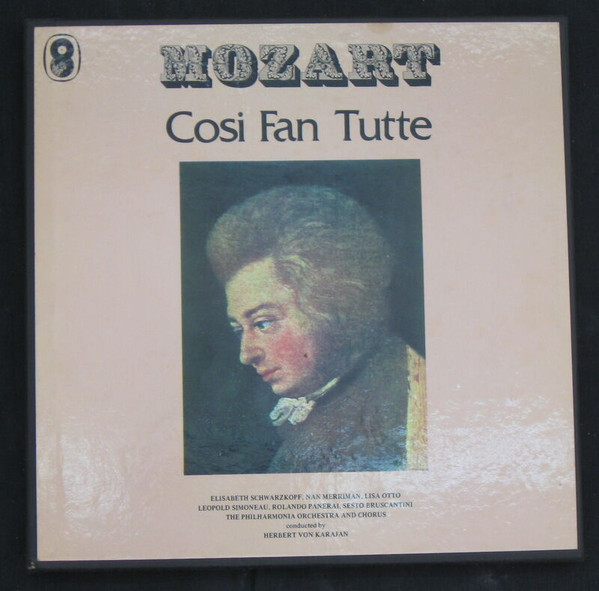 MOZART
Cosi Fan Tutte
ELISABETH SCHWARZKOPF, NAN MERRIMAN, LISA OTTO
LEOPOLD SIMONEAU, ROLANDO PANERAI, SESTO BRUSCANTINI
THE PHILHARMONIA ORCHESTRA AND CHORUS
conducted by
HERBERT VON KARAJAN